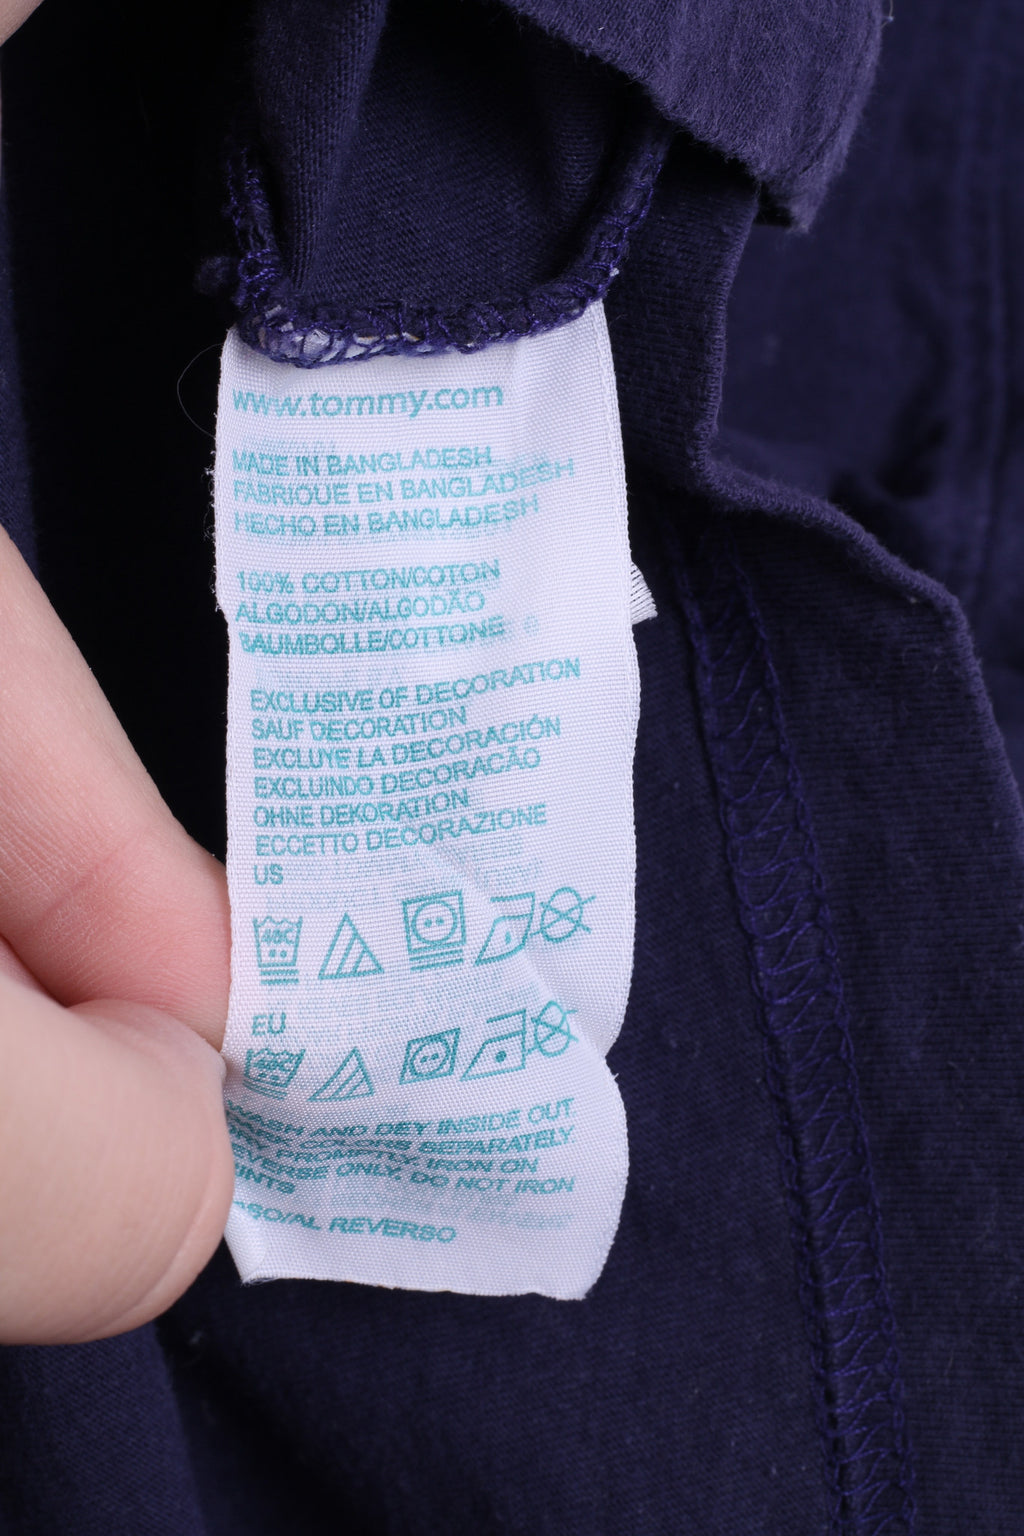 www.tommy.com
MADE IN BANGLADESH
FABRIQUE EN BANGLADESH
HECHO EN BANGLADESH
100% COTTON/COTON
ALGODON/ALGODÃO
BAUMBOLLE/COTTONE
EXCLUSIVE OF DECORATION
SAUF DECORATION
EXCLUYE LA DECORACIÓN
EXCLUINDO DECORACÃO
OHNE DEKORATION
ECCETTO DECORAZIONE
US
40C
EU
WASH AND DEY INSIDE OUT.
COLORS SEPARATELY.
PROMPTLY. IRON ON
ONLY. DO NOT IRON
REVERSO